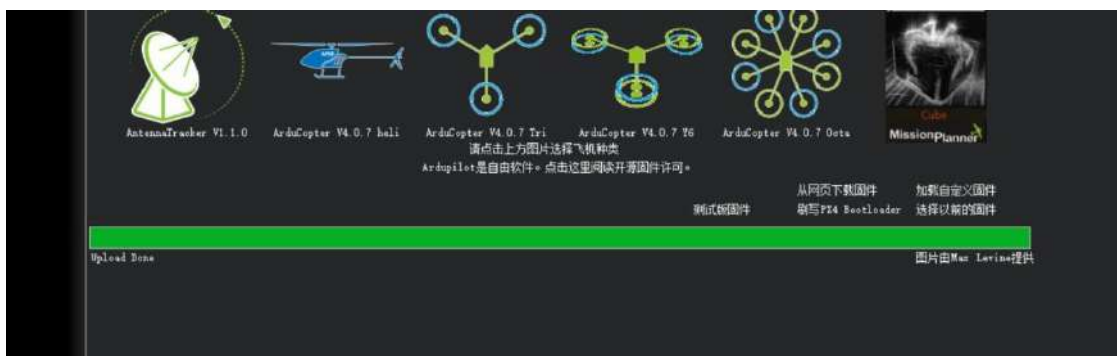 AntennaTracker V1.1.0
ArduCopter V4.0.7 heli
ArduCopter V4.0.7 Tri
ArduCopter V4.0.7 Y6
ArduCopter V4.0.7 Octa
Cube
MissionPlanner
请点击上方图片选择飞机种类
Ardupilot是自由软件。点击这里阅读开源固件许可。
从网页下载固件
加载自定义固件
测试版固件
刷写PX4 Bootloader
选择以前的固件
Upload Done
图片由Max Levine提供